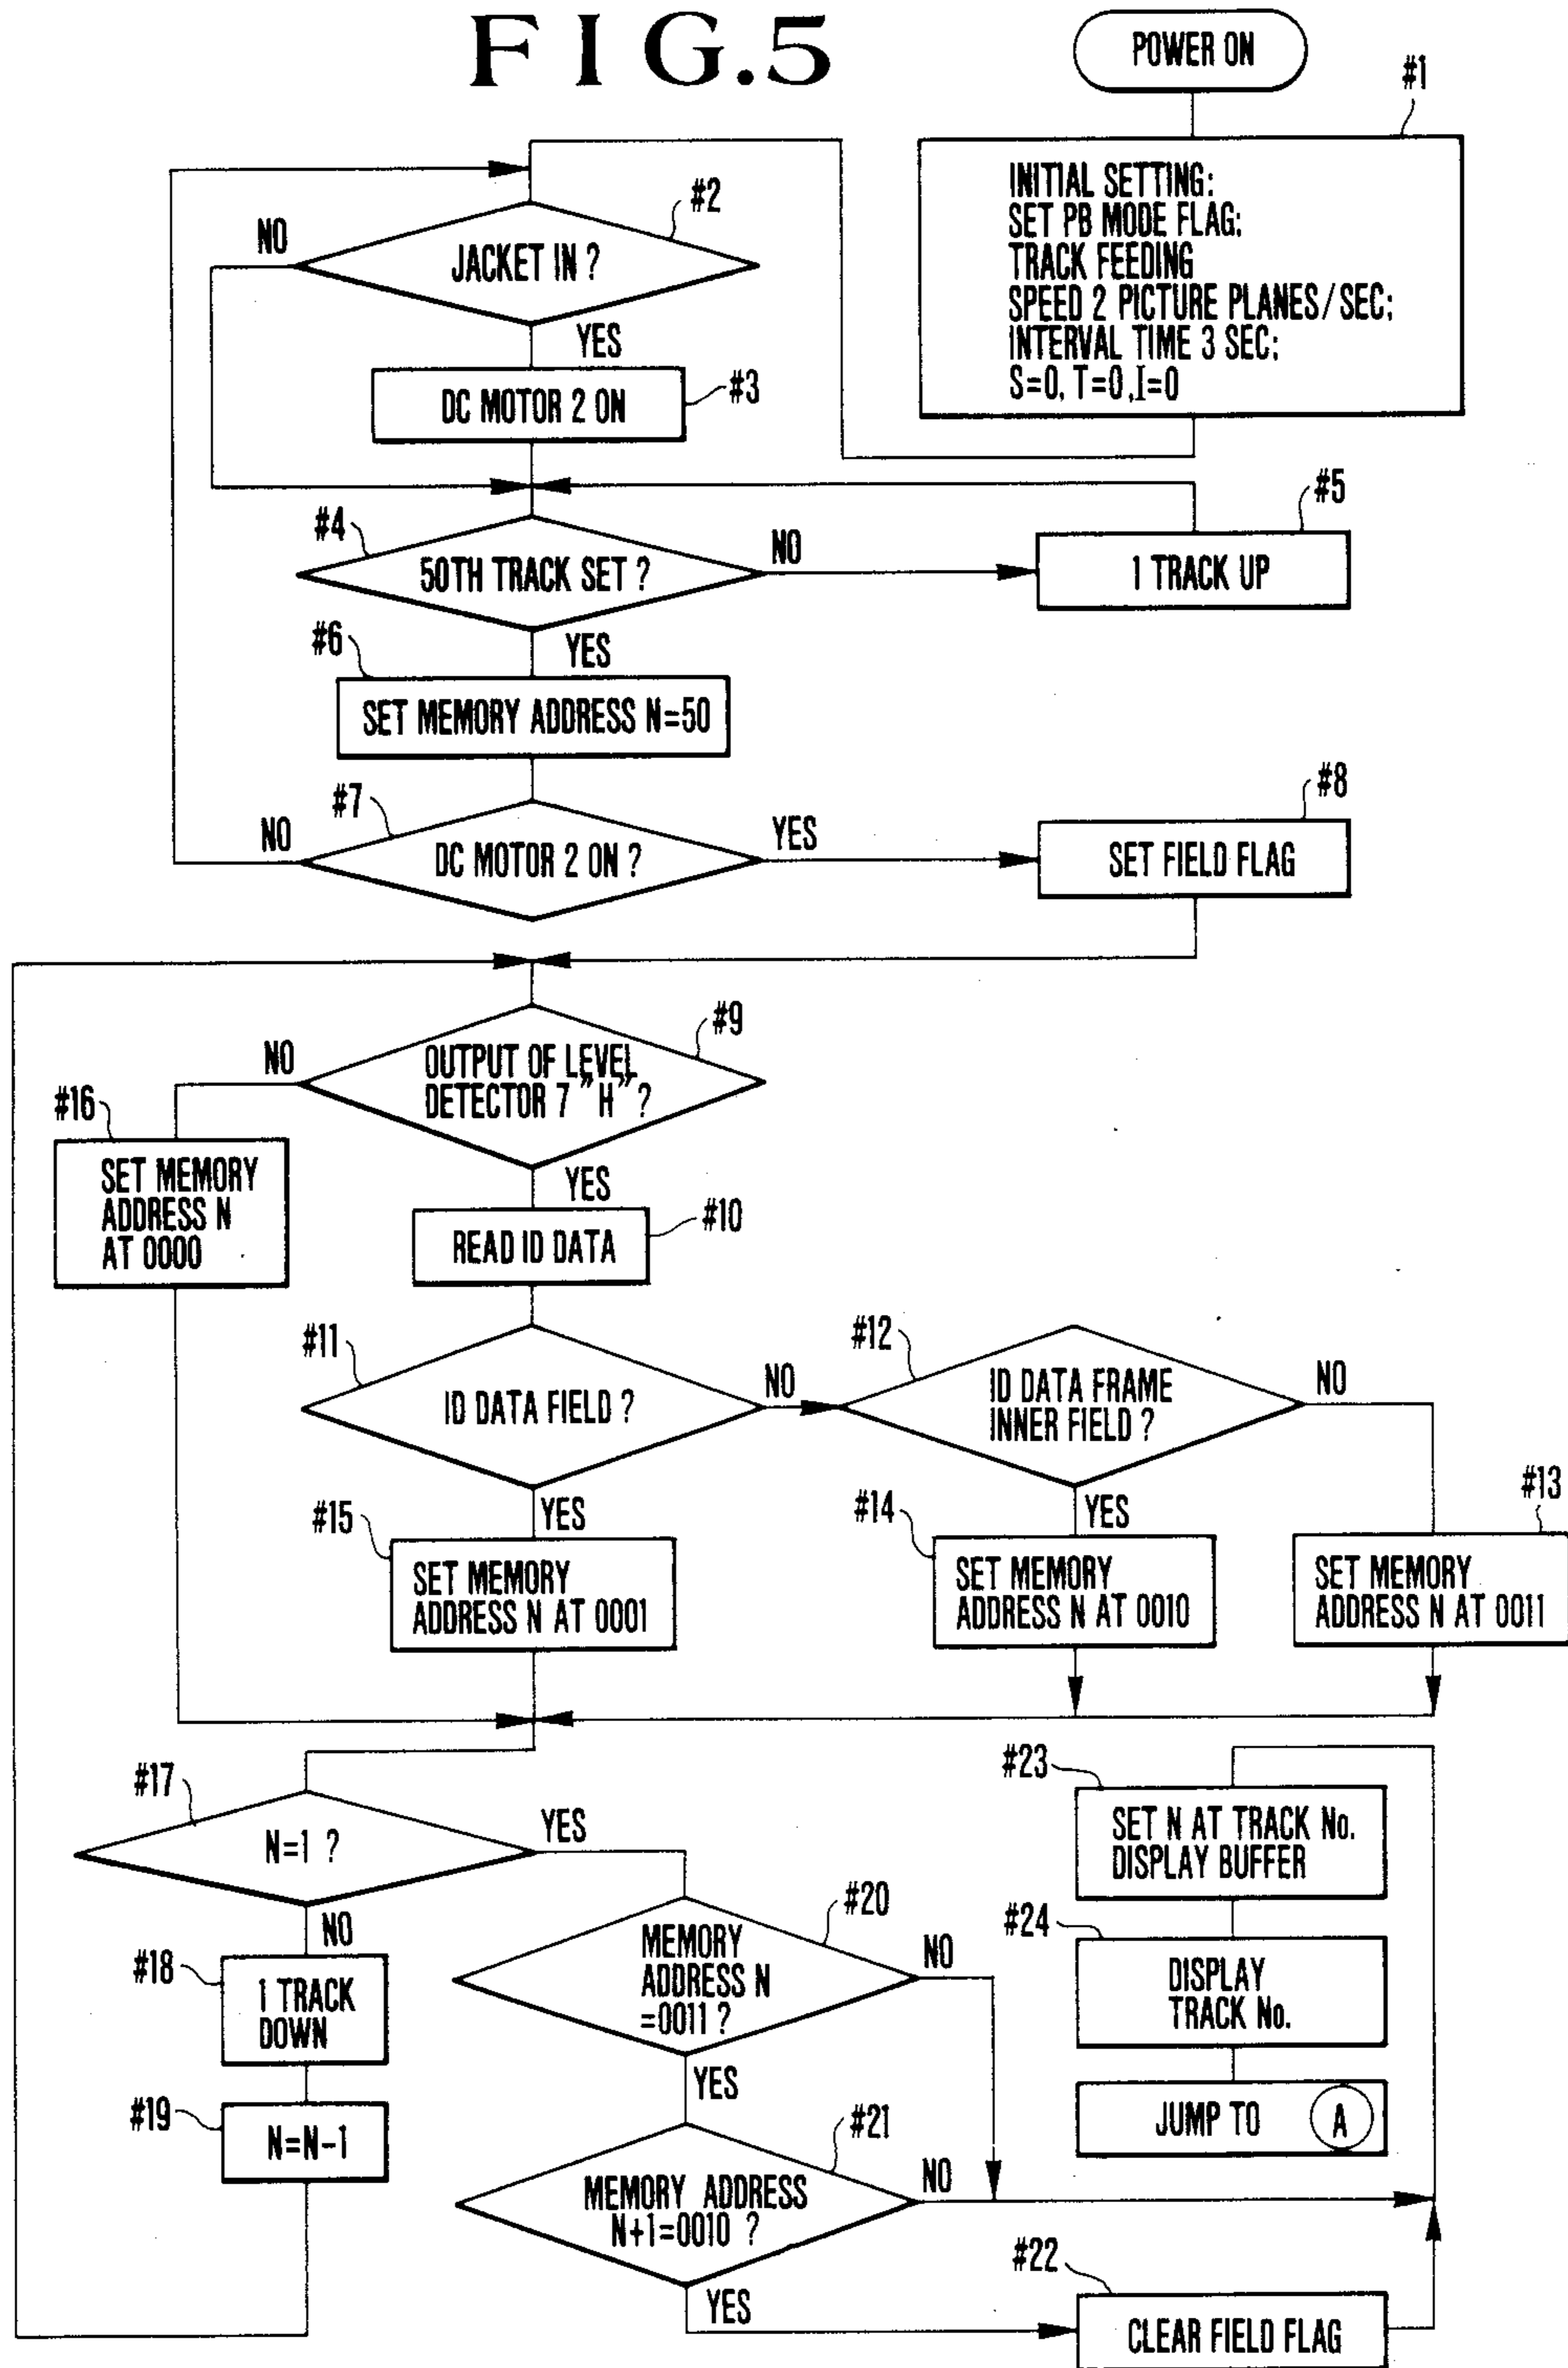 FIG.5
POWER ON
#1
INITIAL SETTING:
SET PB MODE FLAG;
TRACK FEEDING
SPEED 2 PICTURE PLANES/SEC;
INTERVAL TIME 3 SEC;
S=0, T=0, I=0
#2
JACKET IN ?
NO
YES
#3
DC MOTOR 2 ON
#4
50TH TRACK SET ?
NO
#5
1 TRACK UP
YES
#6
SET MEMORY ADDRESS N=50
#7
DC MOTOR 2 ON ?
NO
YES
#8
SET FIELD FLAG
#9
OUTPUT OF LEVEL
DETECTOR 7 "H" ?
NO
YES
#16
SET MEMORY
ADDRESS N
AT 0000
#10
READ ID DATA
#11
ID DATA FIELD ?
NO
#12
ID DATA FRAME
INNER FIELD ?
NO
YES
#15
SET MEMORY
ADDRESS N AT 0001
YES
#14
SET MEMORY
ADDRESS N AT 0010
#13
SET MEMORY
ADDRESS N AT 0011
#17
N=1 ?
YES
NO
#18
1 TRACK
DOWN
#19
N=N-1
#20
MEMORY
ADDRESS N
=0011 ?
NO
YES
#21
MEMORY ADDRESS
N+1=0010 ?
NO
YES
#22
CLEAR FIELD FLAG
#23
SET N AT TRACK No.
DISPLAY BUFFER
#24
DISPLAY
TRACK No.
JUMP TO A